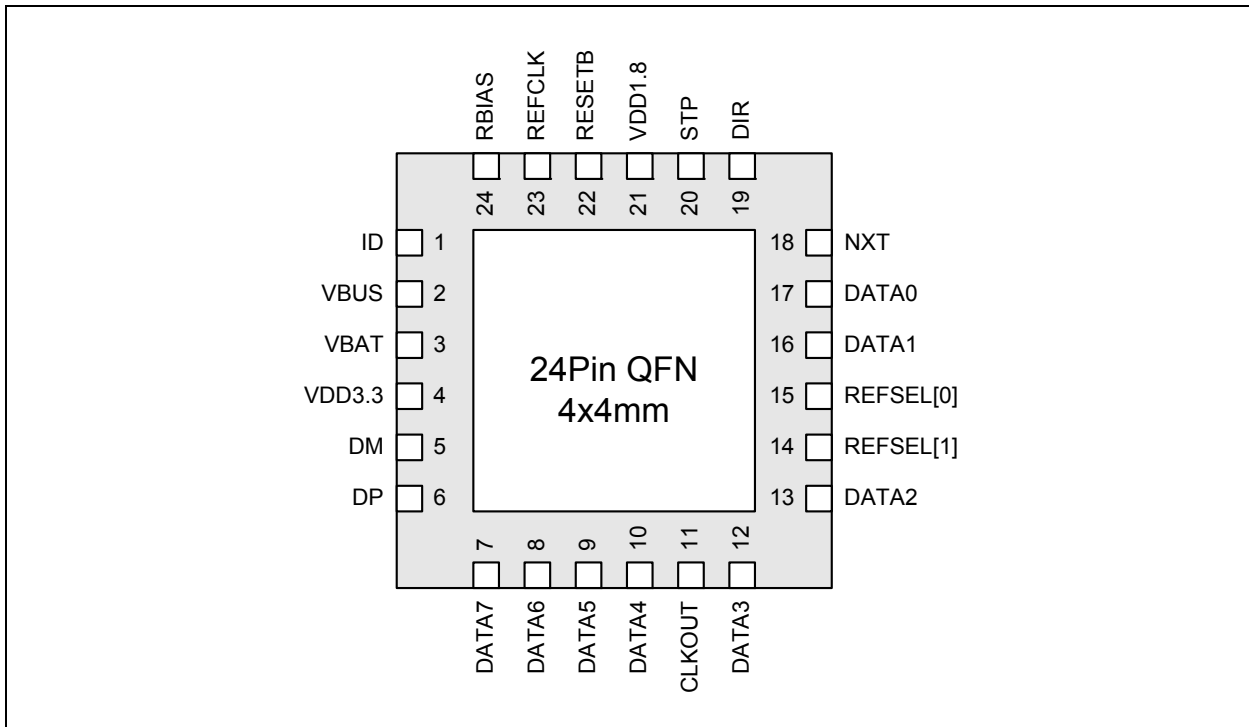 RBIAS
REFCLK
RESETB
VDD1.8
STP
DIR
24
23
22
21
20
19
ID 1
VBUS 2
VBAT 3
VDD3.3 4
DM 5
DP 6
24Pin QFN
4x4mm
18 NXT
17 DATA0
16 DATA1
15 REFSEL[0]
14 REFSEL[1]
13 DATA2
7
8
9
10
11
12
DATA7
DATA6
DATA5
DATA4
CLKOUT
DATA3